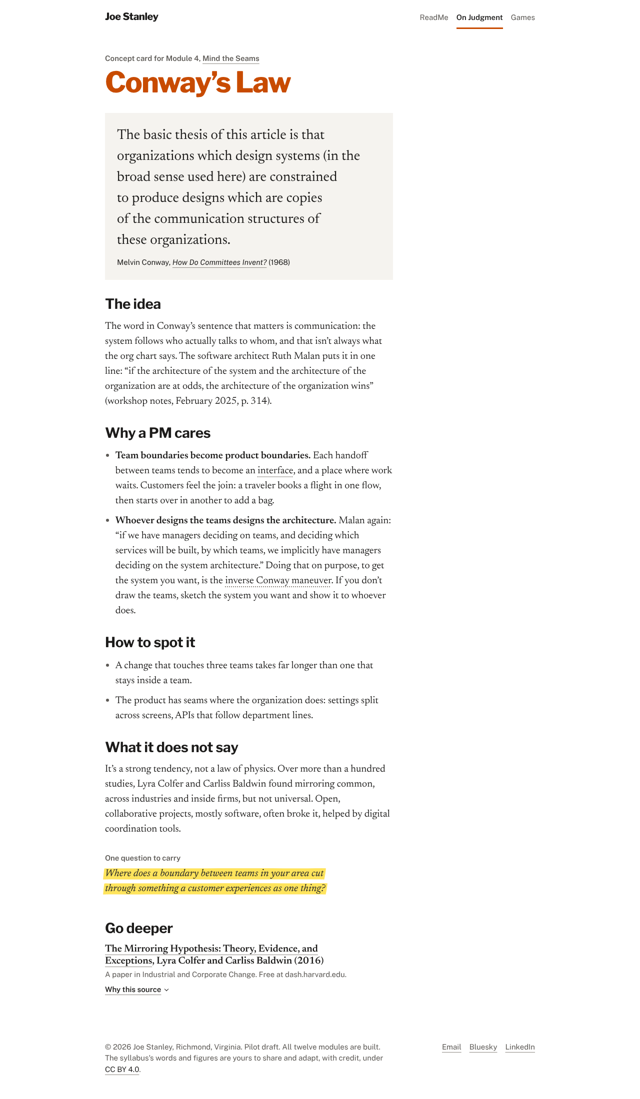 Joe Stanley
ReadMe On Judgment Games
Concept card for Module 4, Mind the Seams
Conway’s Law
The basic thesis of this article is that
organizations which design systems (in the
broad sense used here) are constrained
to produce designs which are copies
of the communication structures of
these organizations.
Melvin Conway, How Do Committees Invent? (1968)
The idea
The word in Conway’s sentence that matters is communication: the
system follows who actually talks to whom, and that isn’t always what
the org chart says. The software architect Ruth Malan puts it in one
line: “if the architecture of the system and the architecture of the
organization are at odds, the architecture of the organization wins”
(workshop notes, February 2025, p. 314).
Why a PM cares
• Team boundaries become product boundaries. Each handoff
between teams tends to become an interface, and a place where work
waits. Customers feel the join: a traveler books a flight in one flow,
then starts over in another to add a bag.
• Whoever designs the teams designs the architecture. Malan again:
“if we have managers deciding on teams, and deciding which
services will be built, by which teams, we implicitly have managers
deciding on the system architecture.” Doing that on purpose, to get
the system you want, is the inverse Conway maneuver. If you don’t
draw the teams, sketch the system you want and show it to whoever
does.
How to spot it
• A change that touches three teams takes far longer than one that
stays inside a team.
• The product has seams where the organization does: settings split
across screens, APIs that follow department lines.
What it does not say
It’s a strong tendency, not a law of physics. Over more than a hundred
studies, Lyra Colfer and Carliss Baldwin found mirroring common,
across industries and inside firms, but not universal. Open,
collaborative projects, mostly software, often broke it, helped by digital
coordination tools.
One question to carry
Where does a boundary between teams in your area cut
through something a customer experiences as one thing?
Go deeper
The Mirroring Hypothesis: Theory, Evidence, and
Exceptions, Lyra Colfer and Carliss Baldwin (2016)
A paper in Industrial and Corporate Change. Free at dash.harvard.edu.
Why this source
© 2026 Joe Stanley, Richmond, Virginia. Pilot draft. All twelve modules are built.
The syllabus’s words and figures are yours to share and adapt, with credit, under
CC BY 4.0.
Email Bluesky LinkedIn